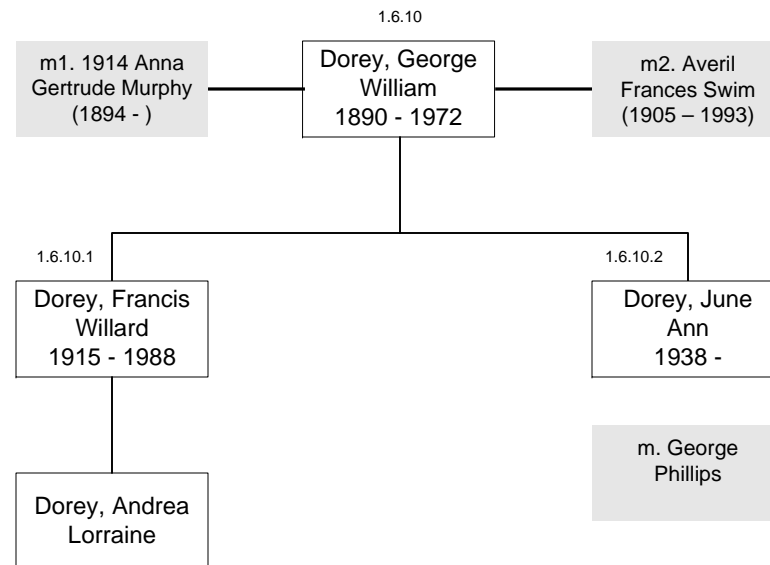 1.6.10
m1. 1914 Anna
Gertrude Murphy
(1894 - )
Dorey, George
William
1890 - 1972
m2. Averil
Frances Swim
(1905 – 1993)
1.6.10.1
Dorey, Francis
Willard
1915 - 1988
1.6.10.2
Dorey, June
Ann
1938 -
m. George
Phillips
Dorey, Andrea
Lorraine